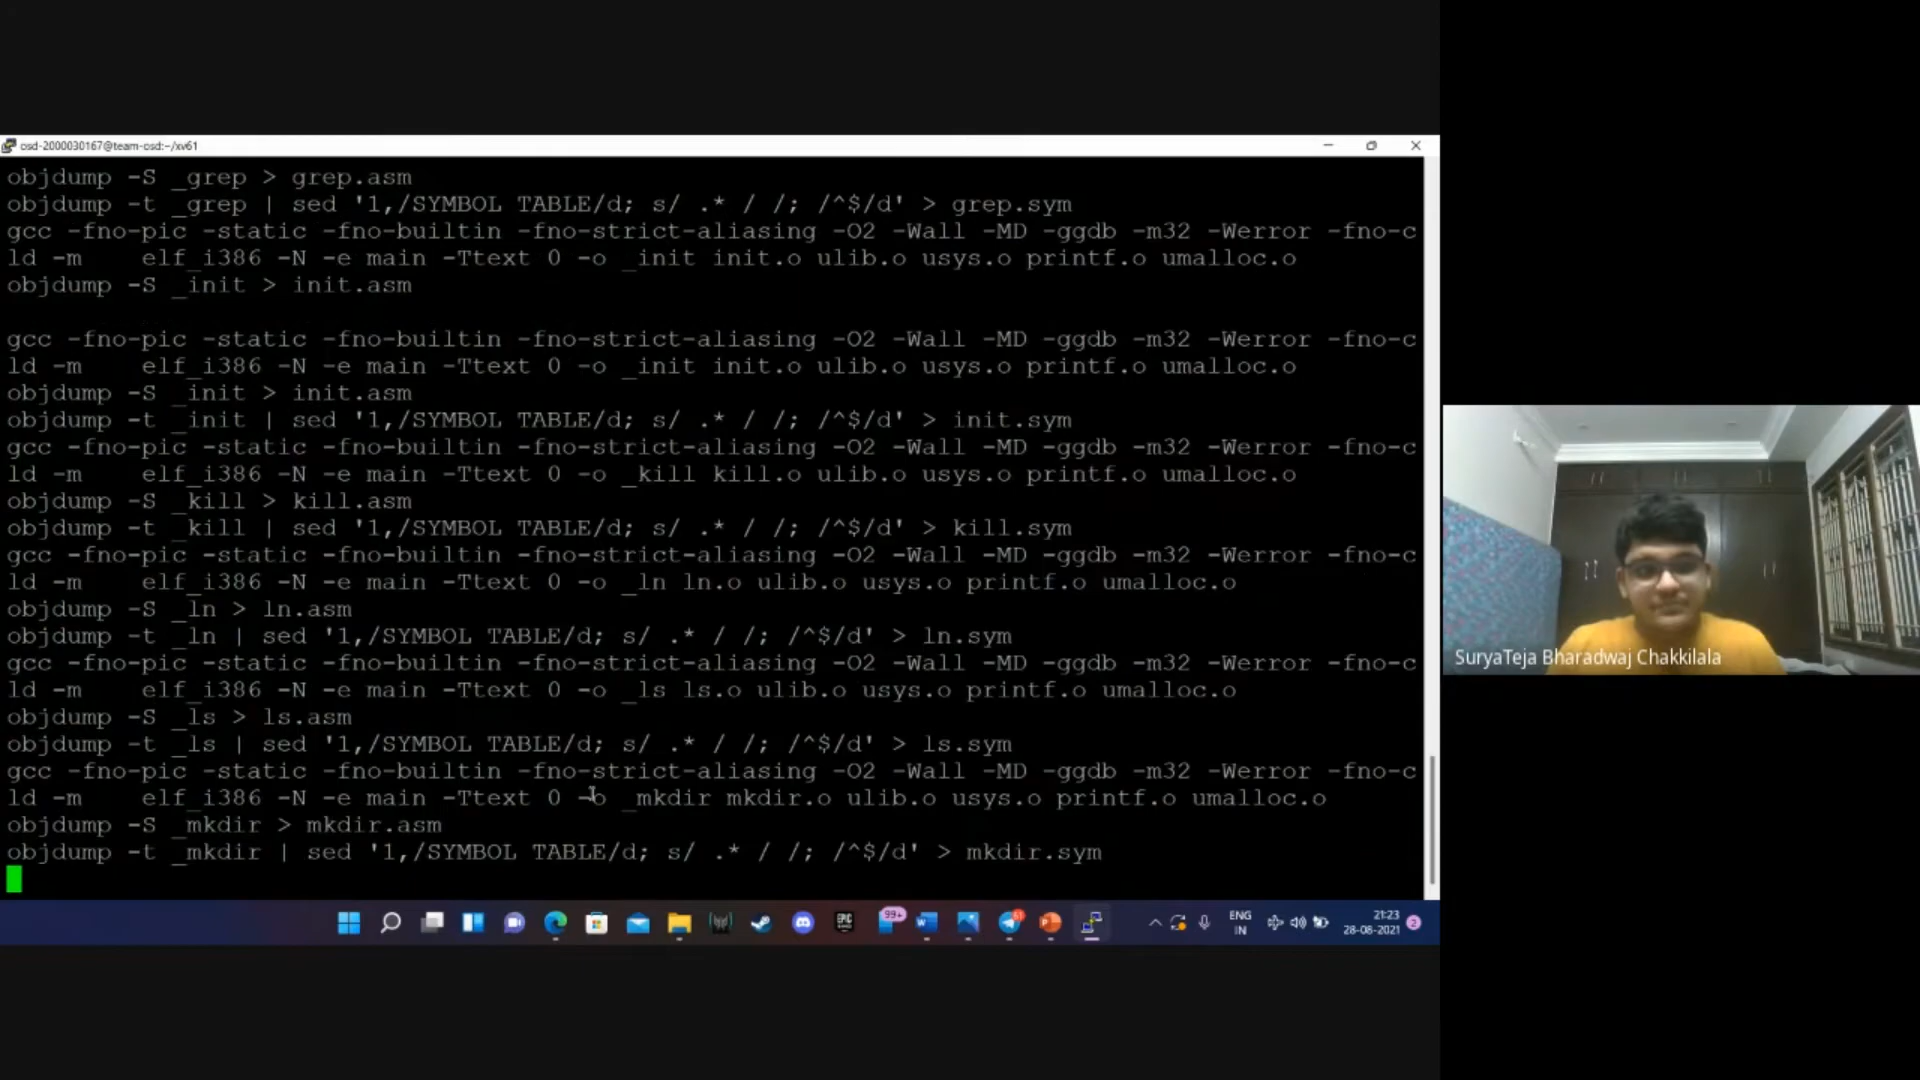 osd-2000030167@team-osd:~/xv61
objdump -S _grep > grep.asm
objdump -t _grep | sed '1,/SYMBOL TABLE/d; s/ .* / /; /^$/d' > grep.sym
gcc -fno-pic -static -fno-builtin -fno-strict-aliasing -O2 -Wall -MD -ggdb -m32 -Werror -fno-c
ld -m    elf_i386 -N -e main -Ttext 0 -o _init init.o ulib.o usys.o printf.o umalloc.o
objdump -S _init > init.asm
gcc -fno-pic -static -fno-builtin -fno-strict-aliasing -O2 -Wall -MD -ggdb -m32 -Werror -fno-c
ld -m    elf_i386 -N -e main -Ttext 0 -o _init init.o ulib.o usys.o printf.o umalloc.o
objdump -S _init > init.asm
objdump -t _init | sed '1,/SYMBOL TABLE/d; s/ .* / /; /^$/d' > init.sym
gcc -fno-pic -static -fno-builtin -fno-strict-aliasing -O2 -Wall -MD -ggdb -m32 -Werror -fno-c
ld -m    elf_i386 -N -e main -Ttext 0 -o _kill kill.o ulib.o usys.o printf.o umalloc.o
objdump -S _kill > kill.asm
objdump -t _kill | sed '1,/SYMBOL TABLE/d; s/ .* / /; /^$/d' > kill.sym
gcc -fno-pic -static -fno-builtin -fno-strict-aliasing -O2 -Wall -MD -ggdb -m32 -Werror -fno-c
ld -m    elf_i386 -N -e main -Ttext 0 -o _ln ln.o ulib.o usys.o printf.o umalloc.o
objdump -S _ln > ln.asm
objdump -t _ln | sed '1,/SYMBOL TABLE/d; s/ .* / /; /^$/d' > ln.sym
gcc -fno-pic -static -fno-builtin -fno-strict-aliasing -O2 -Wall -MD -ggdb -m32 -Werror -fno-c
ld -m    elf_i386 -N -e main -Ttext 0 -o _ls ls.o ulib.o usys.o printf.o umalloc.o
objdump -S _ls > ls.asm
objdump -t _ls | sed '1,/SYMBOL TABLE/d; s/ .* / /; /^$/d' > ls.sym
gcc -fno-pic -static -fno-builtin -fno-strict-aliasing -O2 -Wall -MD -ggdb -m32 -Werror -fno-c
ld -m    elf_i386 -N -e main -Ttext 0 -o _mkdir mkdir.o ulib.o usys.o printf.o umalloc.o
objdump -S _mkdir > mkdir.asm
objdump -t _mkdir | sed '1,/SYMBOL TABLE/d; s/ .* / /; /^$/d' > mkdir.sym
SuryaTeja Bharadwaj Chakkilala
EPIC
99+
ENG
IN
21:23
28-08-2021
2